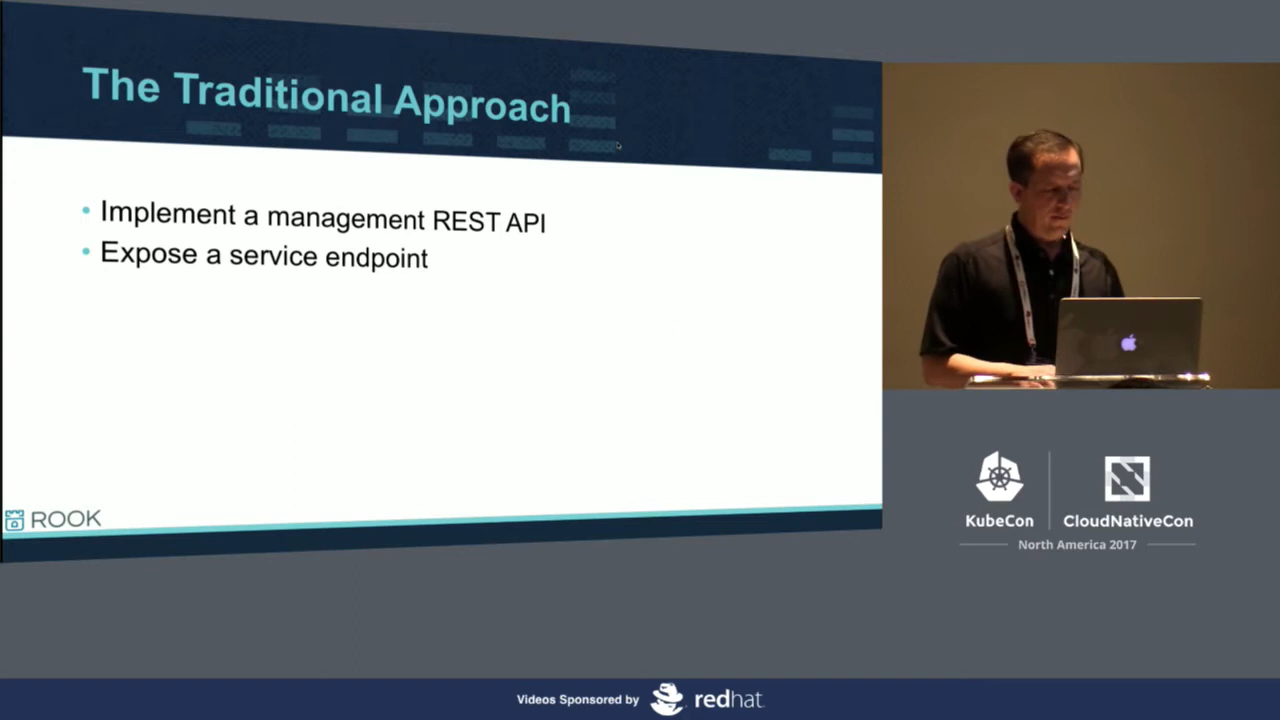 The Traditional Approach
• Implement a management REST API
• Expose a service endpoint
ROOK
KubeCon
CloudNativeCon
North America 2017
Videos Sponsored by redhat.